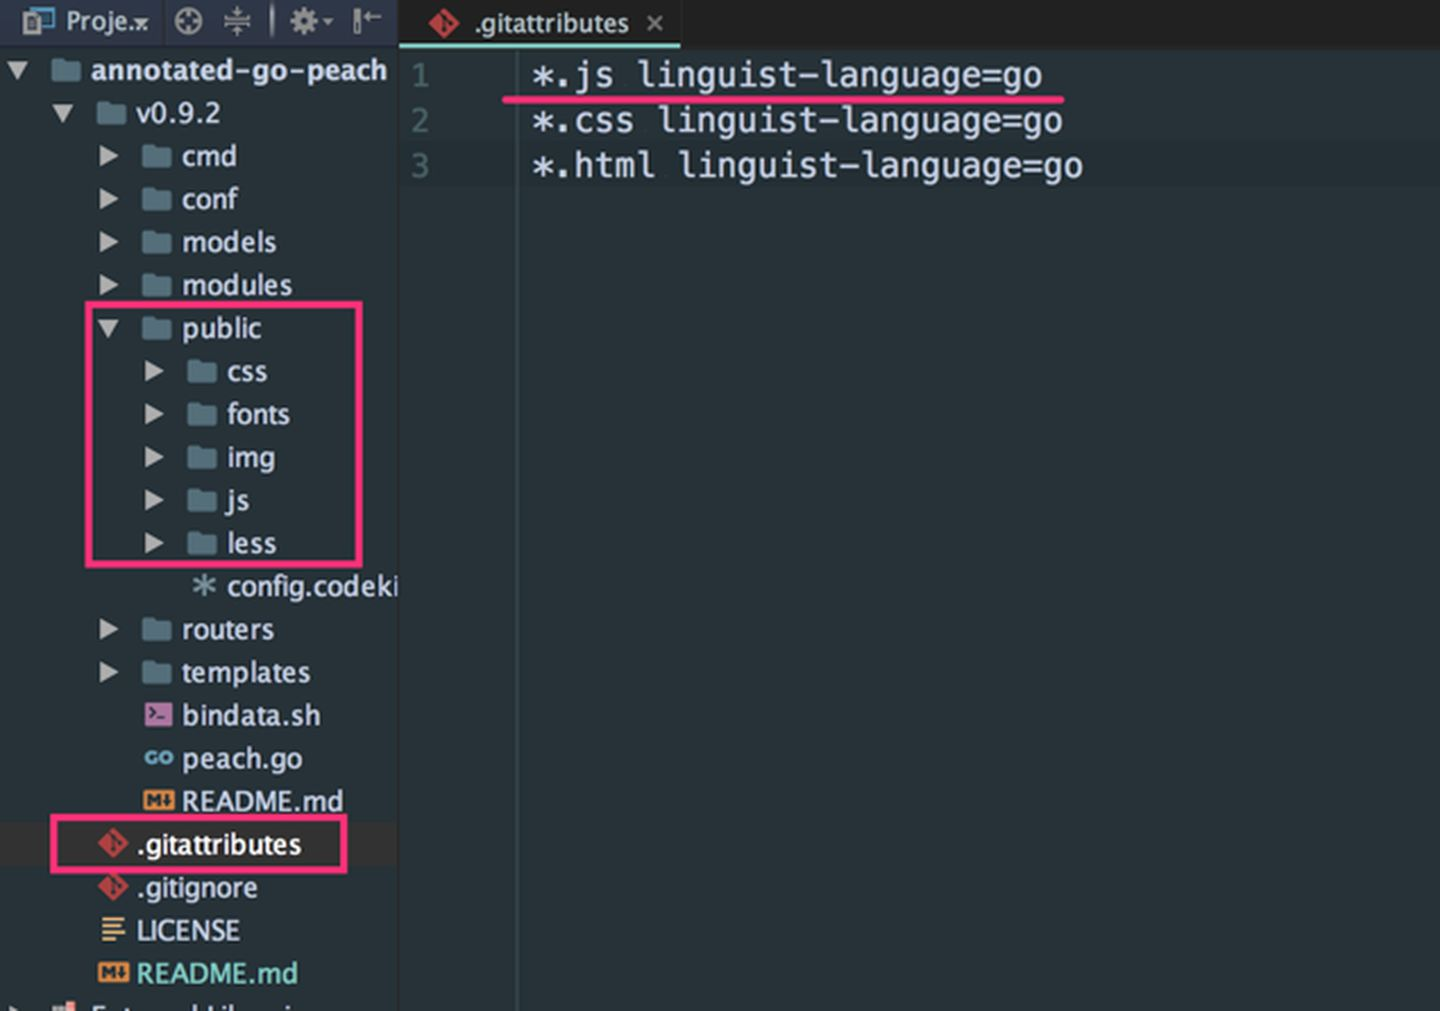 Proje...
annotated-go-peach
v0.9.2
cmd
conf
models
modules
public
css
fonts
img
js
less
config.codeki
routers
templates
bindata.sh
GO peach.go
README.md
.gitattributes
.gitignore
LICENSE
README.md
.gitattributes
1 *.js linguist-language=go
2 *.css linguist-language=go
3 *.html linguist-language=go